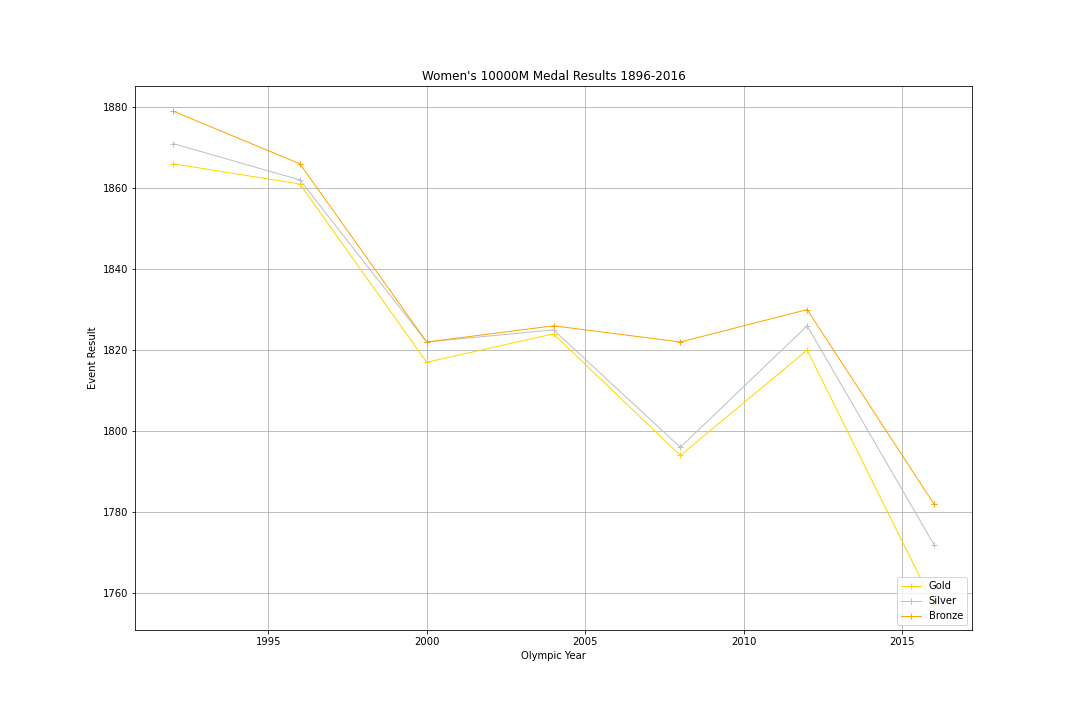 Women's 10000M Medal Results 1896-2016
Event Result
1880
1860
1840
1820
1800
1780
1760
Gold
Silver
Bronze
1995
2000
2005
2010
2015
Olympic Year